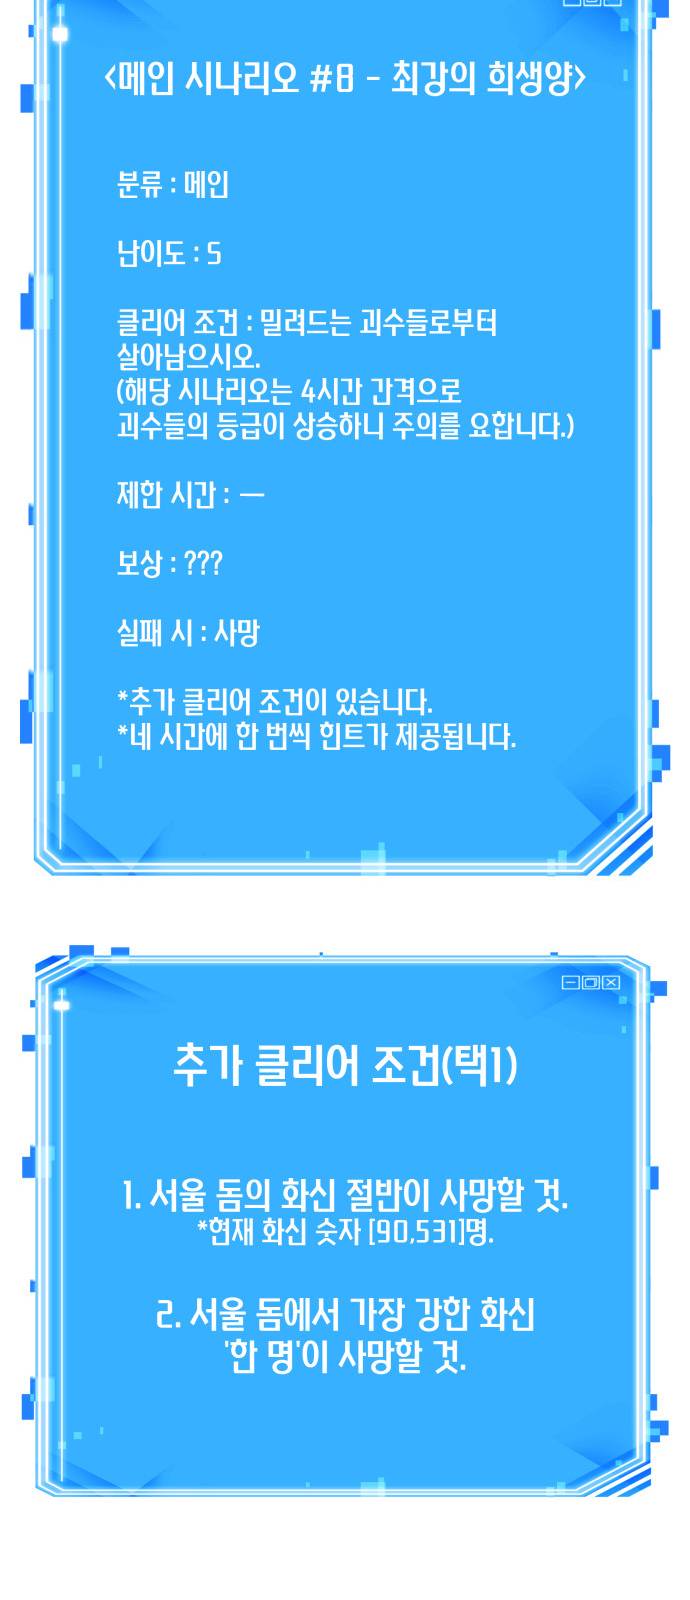 <메인 시나리오 #8 - 최강의 희생양>
분류 : 메인
난이도 : S
클리어 조건 : 밀려드는 괴수들로부터
살아남으시오.
(해당 시나리오는 4시간 간격으로
괴수들의 등급이 상승하니 주의를 요합니다.)
제한 시간 : ―
보상 : ???
실패 시 : 사망
*추가 클리어 조건이 있습니다.
*네 시간에 한 번씩 힌트가 제공됩니다.
추가 클리어 조건(택1)
1. 서울 돔의 화신 절반이 사망할 것.
*현재 화신 숫자 [90,531]명.
2. 서울 돔에서 가장 강한 화신
'한 명'이 사망할 것.